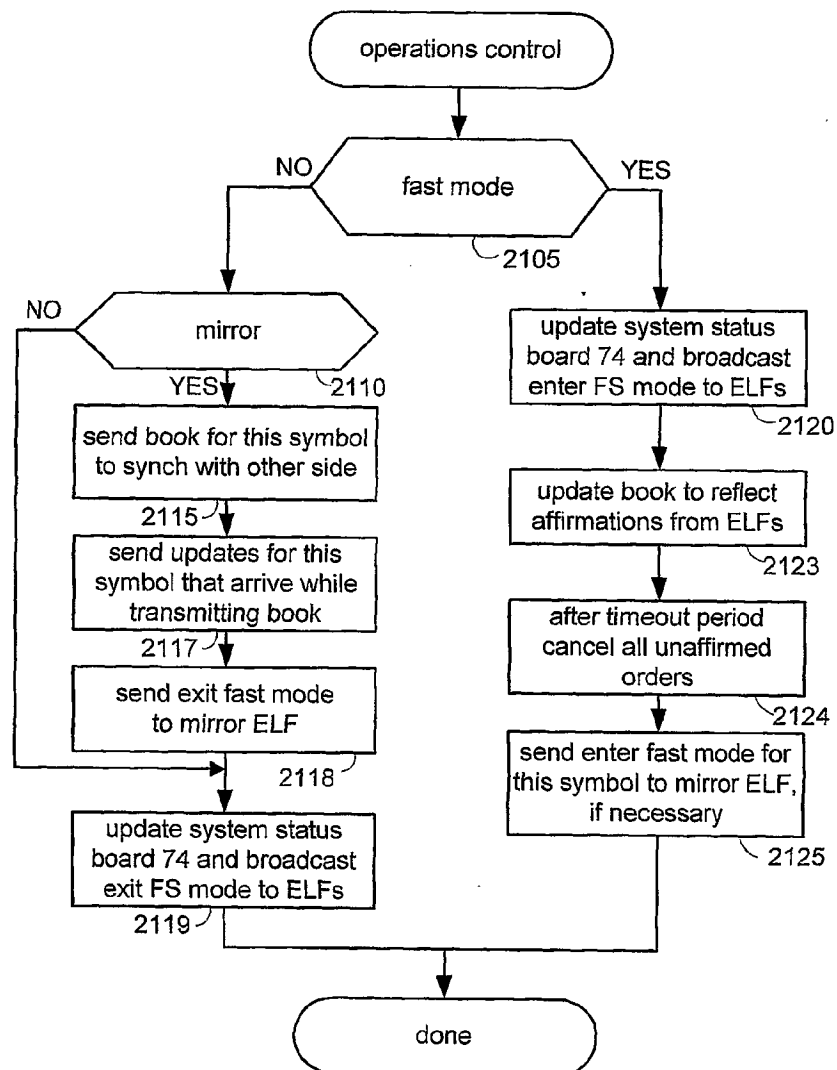 operations control
NO
YES
fast mode
2105
NO
mirror
2110
YES
send book for this symbol
to synch with other side
2115
send updates for this
symbol that arrive while
transmitting book
2117
send exit fast mode
to mirror ELF
2118
update system status
board 74 and broadcast
exit FS mode to ELFs
2119
update system status
board 74 and broadcast
enter FS mode to ELFs
2120
update book to reflect
affirmations from ELFs
2123
after timeout period
cancel all unaffirmed
orders
2124
send enter fast mode for
this symbol to mirror ELF,
if necessary
2125
done